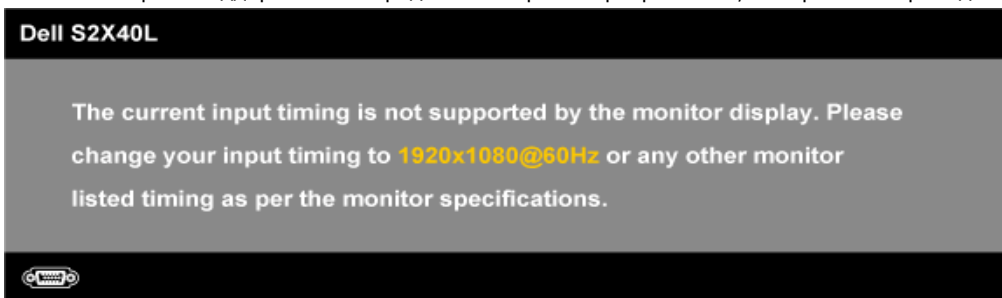 Dell S2X40L
The current input timing is not supported by the monitor display. Please
change your input timing to 1920x1080@60Hz or any other monitor
listed timing as per the monitor specifications.